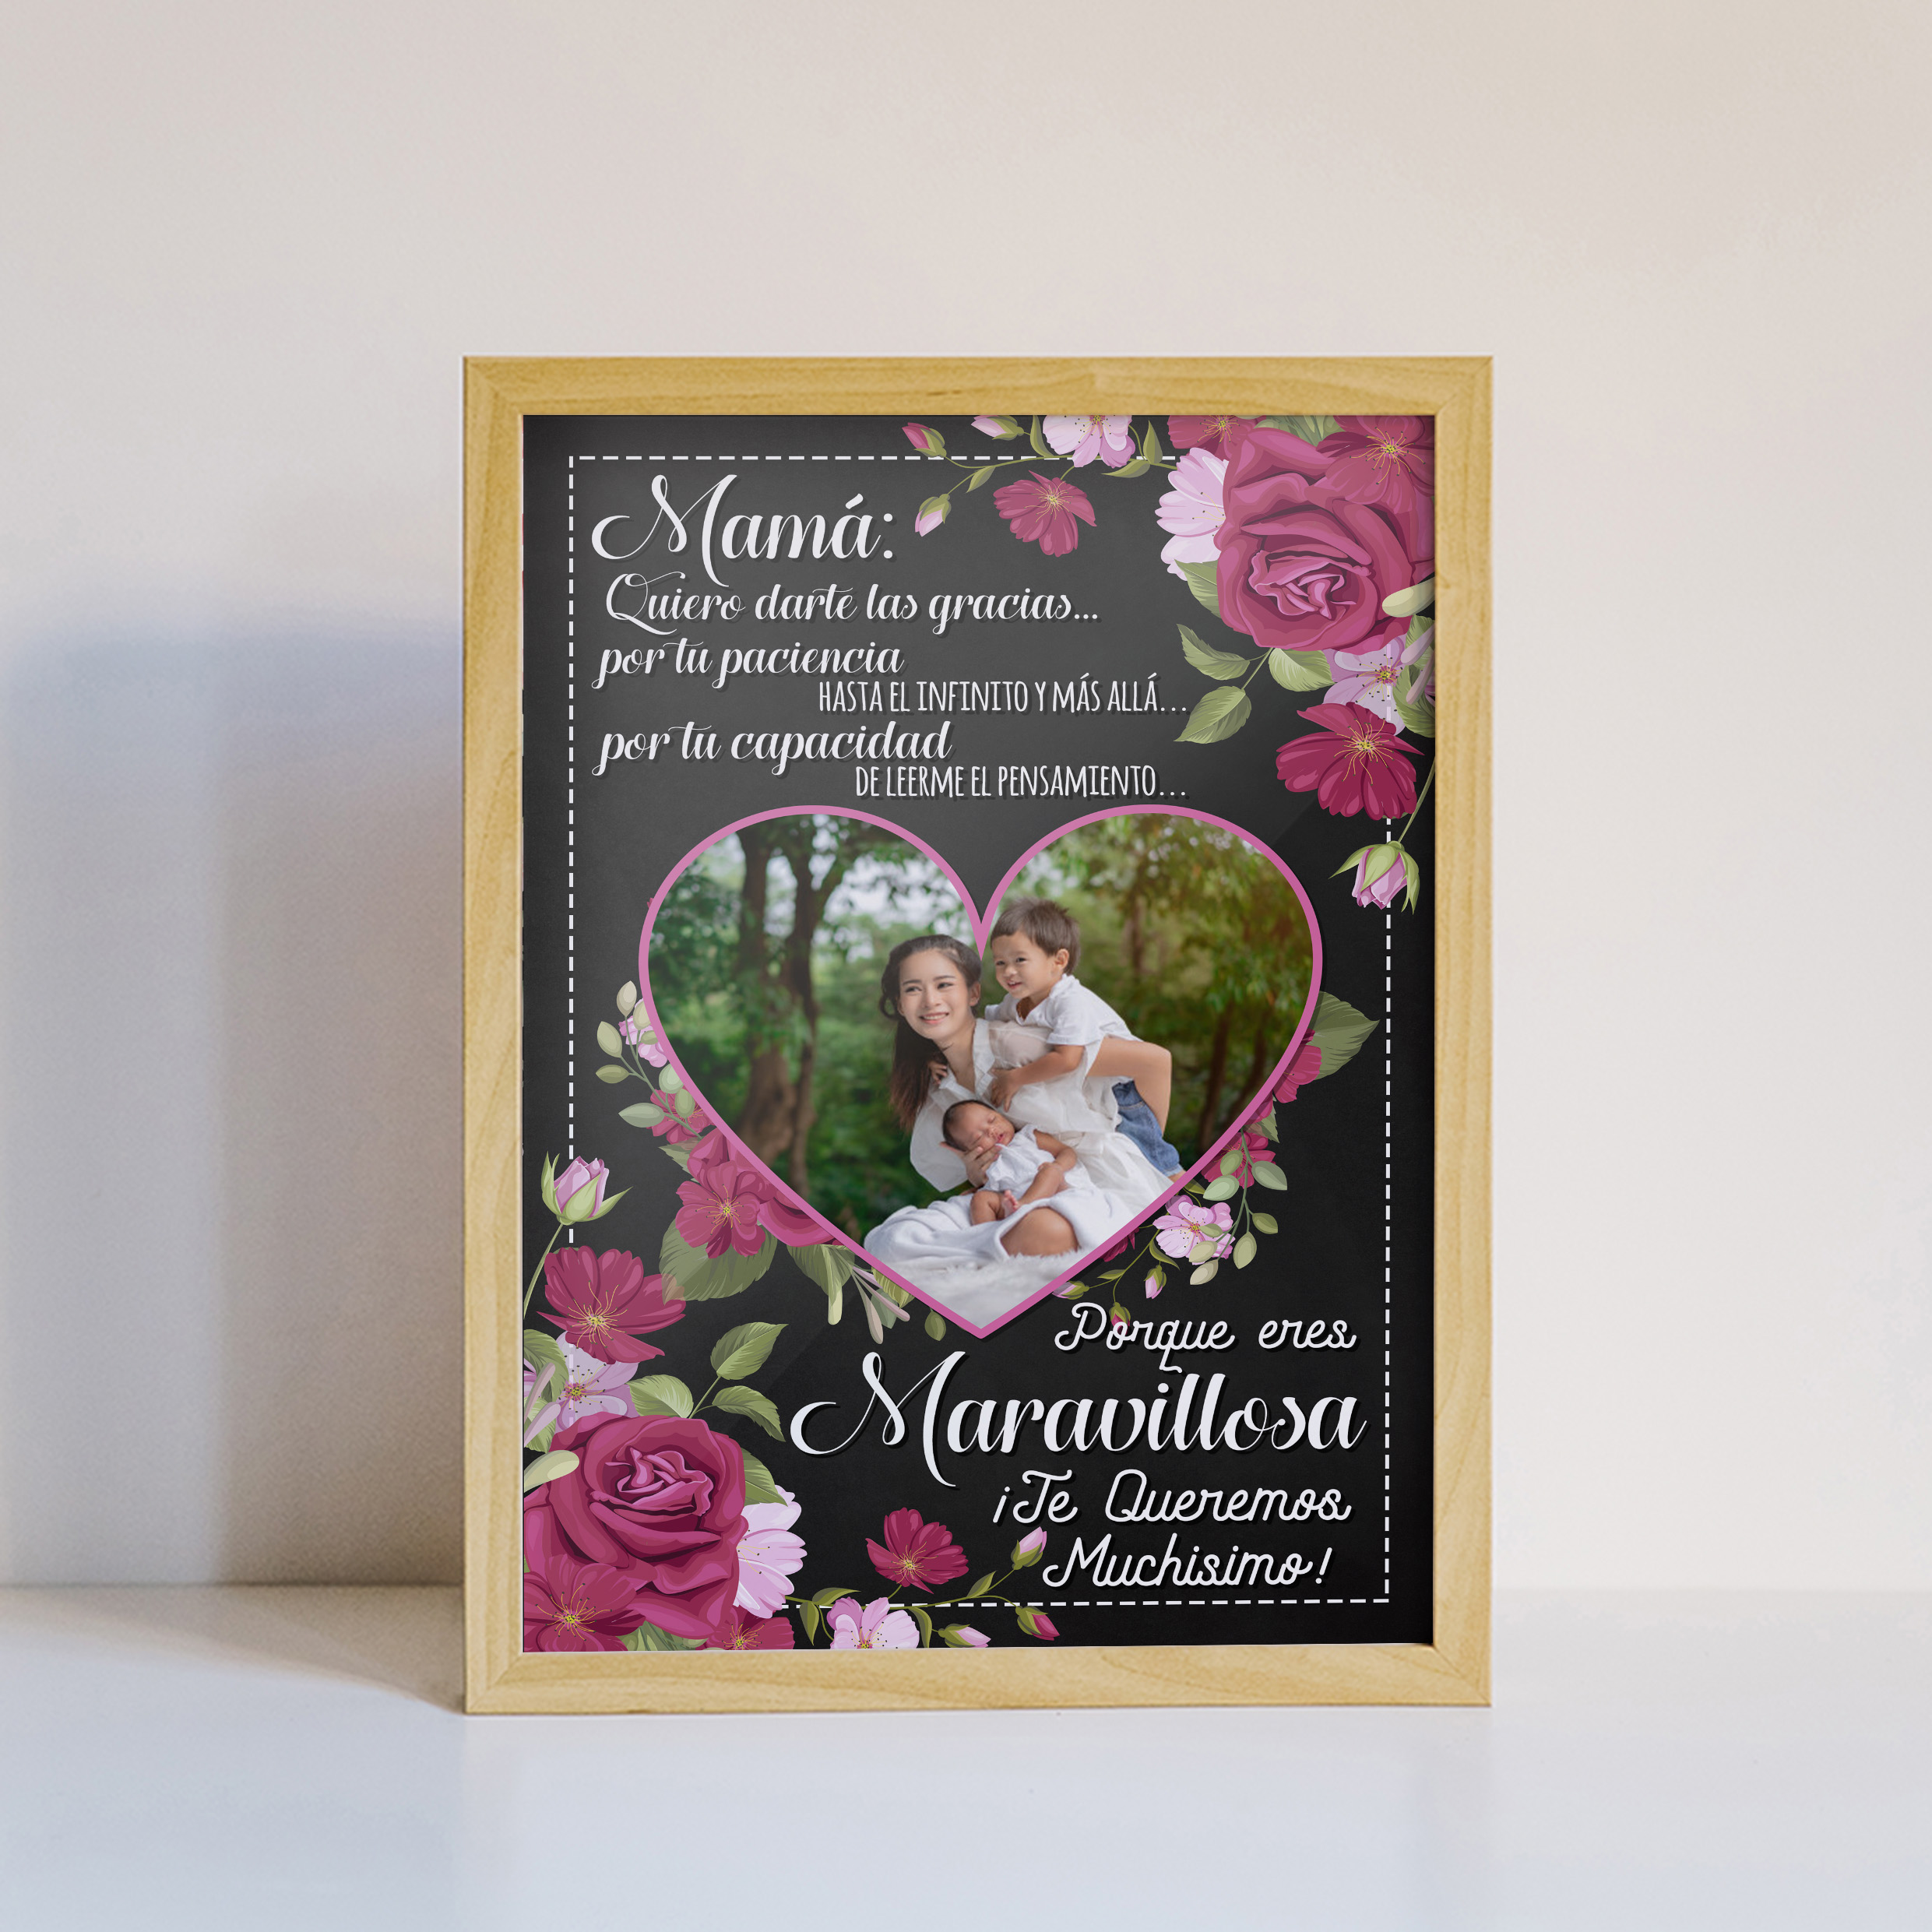 Mamá:
Quiero darte las gracias...
por tu paciencia
HASTA EL INFINITO Y MÁS ALLÁ...
por tu capacidad
DE LEERME EL PENSAMIENTO...
Porque eres
Maravillosa
¡Te Queremos
Muchisimo!